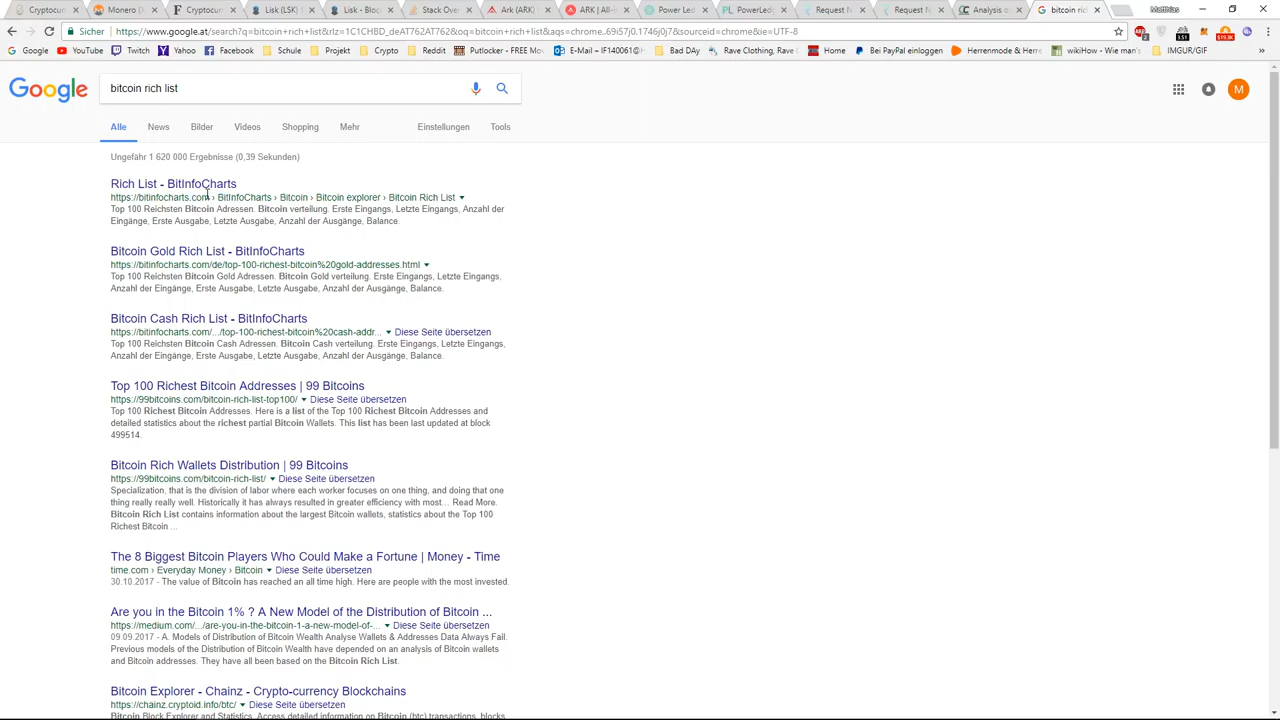 Cryptocurr
Monero D
Cryptocurr
Lisk (LSK)
Lisk - Bloc
Stack Over
Ark (ARK)
ARK | All-i
Power Led
PowerLed
Request N
Request N
Analysis o
bitcoin ric
Matthias
Sicher
https://www.google.at/search?q=bitcoin+rich+list&rlz=1C1CHBD_deAT762AT762&oq=bitcoin+rich+list&aqs=chrome..69i57j0.1746j0j7&sourceid=chrome&ie=UTF-8
Google
YouTube
Twitch
Yahoo
Facebook
Schule
Projekt
Crypto
Reddit
Putlocker - FREE Mov
E-Mail – IF140061@H
Bad Day
Rave Clothing, Rave
Home
Bei PayPal einloggen
Herrenmode & Herre
wikiHow - Wie man's
IMGUR/GIF
Google
bitcoin rich list
M
Alle
News
Bilder
Videos
Shopping
Mehr
Einstellungen
Tools
Ungefähr 1 620 000 Ergebnisse (0,39 Sekunden)
Rich List - BitInfoCharts
https://bitinfocharts.com › BitInfoCharts › Bitcoin › Bitcoin explorer › Bitcoin Rich List
Top 100 Reichsten Bitcoin Adressen. Bitcoin verteilung. Erste Eingangs, Letzte Eingangs, Anzahl der
Eingänge, Erste Ausgabe, Letzte Ausgabe, Anzahl der Ausgänge, Balance.
Bitcoin Gold Rich List - BitInfoCharts
https://bitinfocharts.com/de/top-100-richest-bitcoin%20gold-addresses.html
Top 100 Reichsten Bitcoin Gold Adressen. Bitcoin Gold verteilung. Erste Eingangs, Letzte Eingangs,
Anzahl der Eingänge, Erste Ausgabe, Letzte Ausgabe, Anzahl der Ausgänge, Balance.
Bitcoin Cash Rich List - BitInfoCharts
https://bitinfocharts.com/.../top-100-richest-bitcoin%20cash-addr... Diese Seite übersetzen
Top 100 Reichsten Bitcoin Cash Adressen. Bitcoin Cash verteilung. Erste Eingangs, Letzte Eingangs,
Anzahl der Eingänge, Erste Ausgabe, Letzte Ausgabe, Anzahl der Ausgänge, Balance.
Top 100 Richest Bitcoin Addresses | 99 Bitcoins
https://99bitcoins.com/bitcoin-rich-list-top100/ Diese Seite übersetzen
Top 100 Richest Bitcoin Addresses. Here is a list of the Top 100 Richest Bitcoin Addresses and
detailed statistics about the richest partial Bitcoin Wallets. This list has been last updated at block
499514.
Bitcoin Rich Wallets Distribution | 99 Bitcoins
https://99bitcoins.com/bitcoin-rich-list/ Diese Seite übersetzen
Specialization, that is the division of labor where each worker focuses on one thing, and doing that one
thing really really well. Historically it has always resulted in greater efficiency with most... Read More.
Bitcoin Rich List contains information about the largest Bitcoin wallets, statistics about the Top 100
Richest Bitcoin ...
The 8 Biggest Bitcoin Players Who Could Make a Fortune | Money - Time
time.com › Everyday Money › Bitcoin Diese Seite übersetzen
30.10.2017 - The value of Bitcoin has reached an all time high. Here are people with the most invested.
Are you in the Bitcoin 1% ? A New Model of the Distribution of Bitcoin ...
https://medium.com/.../are-you-in-the-bitcoin-1-a-new-model-of-... Diese Seite übersetzen
09.09.2017 - A. Models of Distribution of Bitcoin Wealth Analyse Wallets & Addresses Data Always Fail.
Previous models of the Distribution of Bitcoin Wealth have depended on an analysis of Bitcoin wallets
and Bitcoin addresses. They have all been based on the Bitcoin Rich List.
Bitcoin Explorer - Chainz - Crypto-currency Blockchains
https://chainz.cryptoid.info/btc/ Diese Seite übersetzen
Bitcoin Block Explorer and Statistics. Access detailed information on Bitcoin (btc) transactions, blocks,